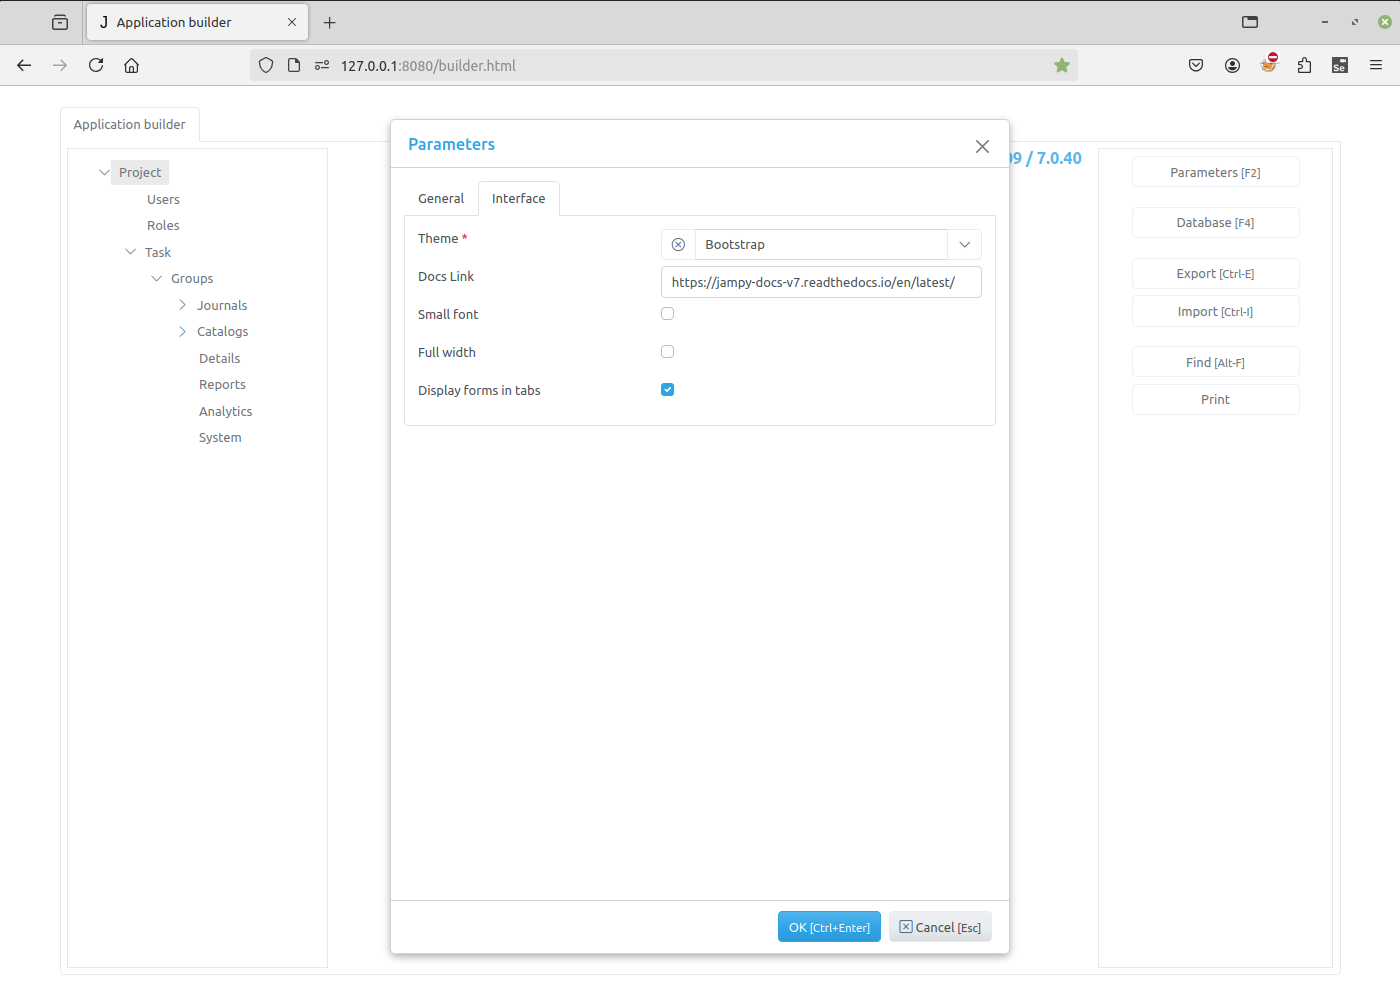 J Application builder
127.0.0.1:8080/builder.html
Se
Application builder
Project
Users
Roles
Task
Groups
Journals
Catalogs
Details
Reports
Analytics
System
Parameters
General
Interface
Theme *
Bootstrap
Docs Link
https://jampy-docs-v7.readthedocs.io/en/latest/
Small font
Full width
Display forms in tabs
OK [Ctrl+Enter]
Cancel [Esc]
/ 7.0.40
Parameters [F2]
Database [F4]
Export [Ctrl-E]
Import [Ctrl-I]
Find [Alt-F]
Print